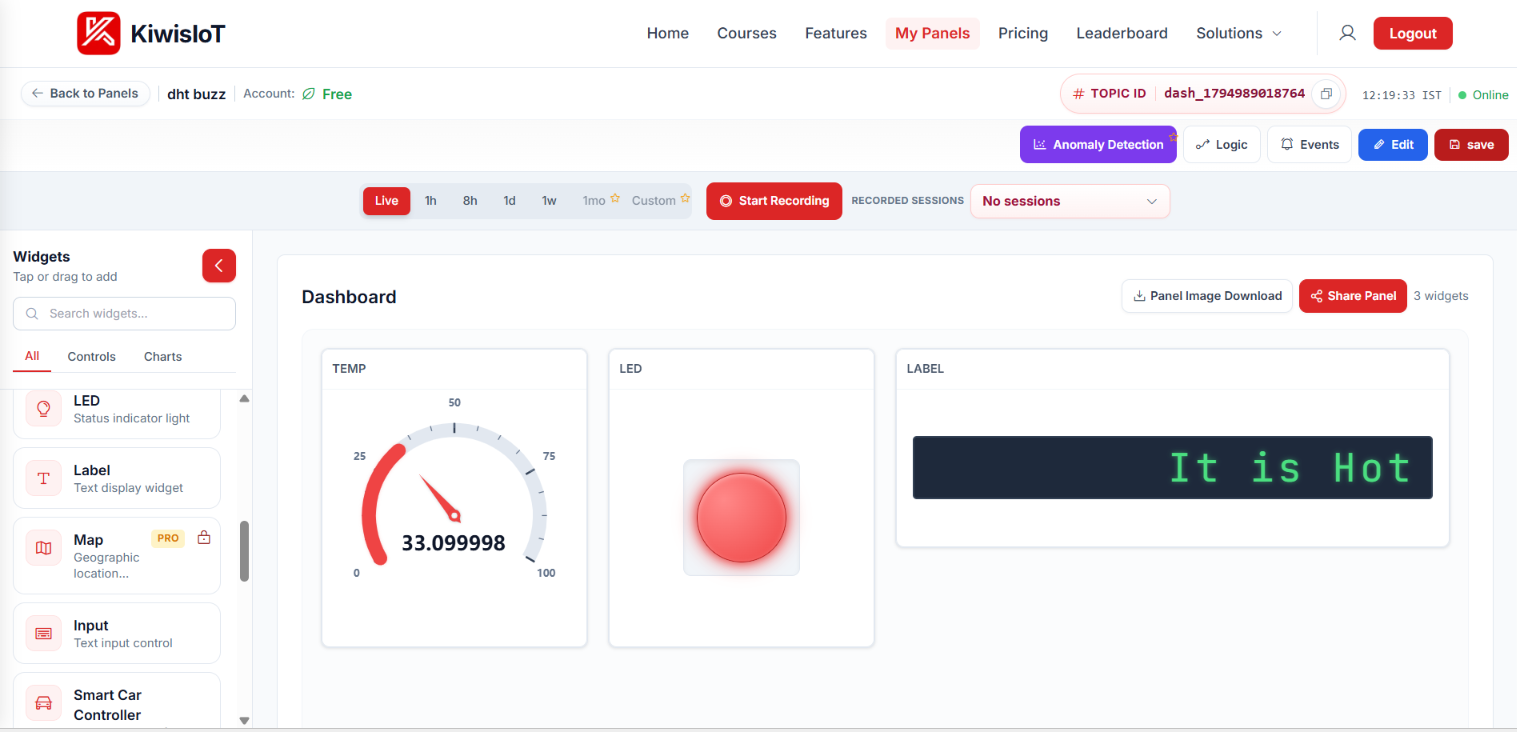 KiwisIoT
Home Courses Features My Panels Pricing Leaderboard Solutions Logout
Back to Panels dht buzz Account: Free # TOPIC ID dash_1794989018764 12:19:33 IST Online
Anomaly Detection Logic Events Edit save
Live 1h 8h 1d 1w 1mo Custom Start Recording RECORDED SESSIONS No sessions
Widgets
Tap or drag to add
Search widgets...
All Controls Charts
LED
Status indicator light
Label
Text display widget
Map PRO
Geographic
location...
Input
Text input control
Smart Car
Controller
Dashboard Panel Image Download Share Panel 3 widgets
TEMP
0
25
50
75
100
33.099998
LED
LABEL
It is Hot